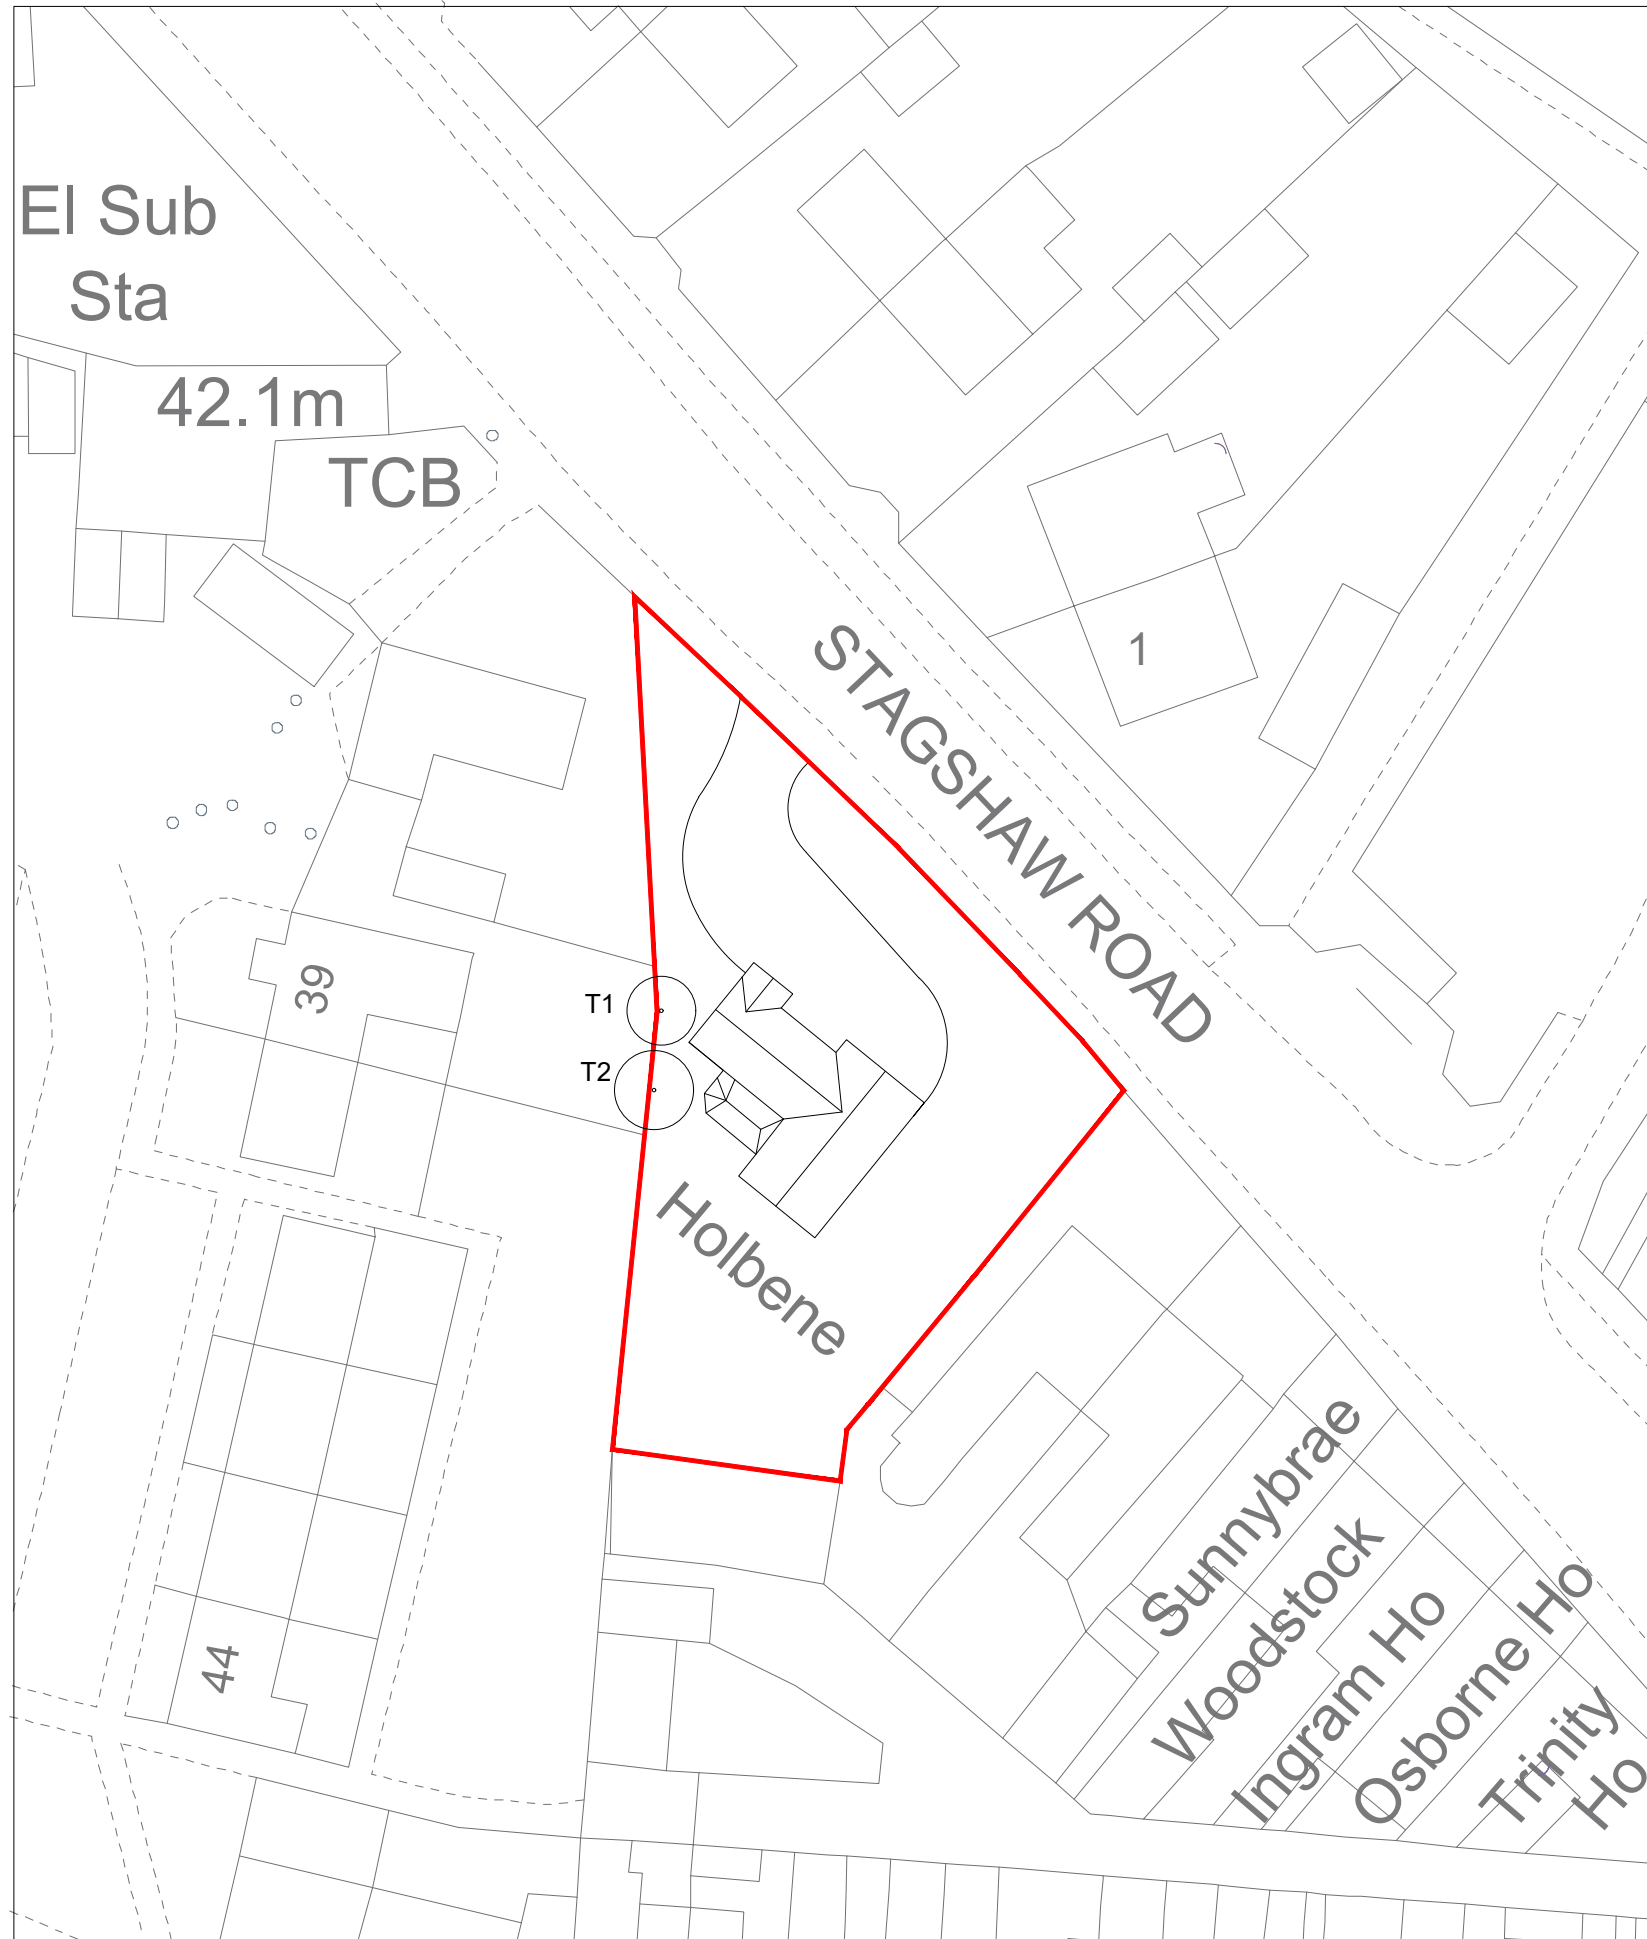 El Sub
Sta
42.1m
TCB
STAGSHAW ROAD
1
39
T1
T2
Holbene
Sunnybrae
Woodstock
Ingram Ho
Osborne Ho
Trinity
Ho
44